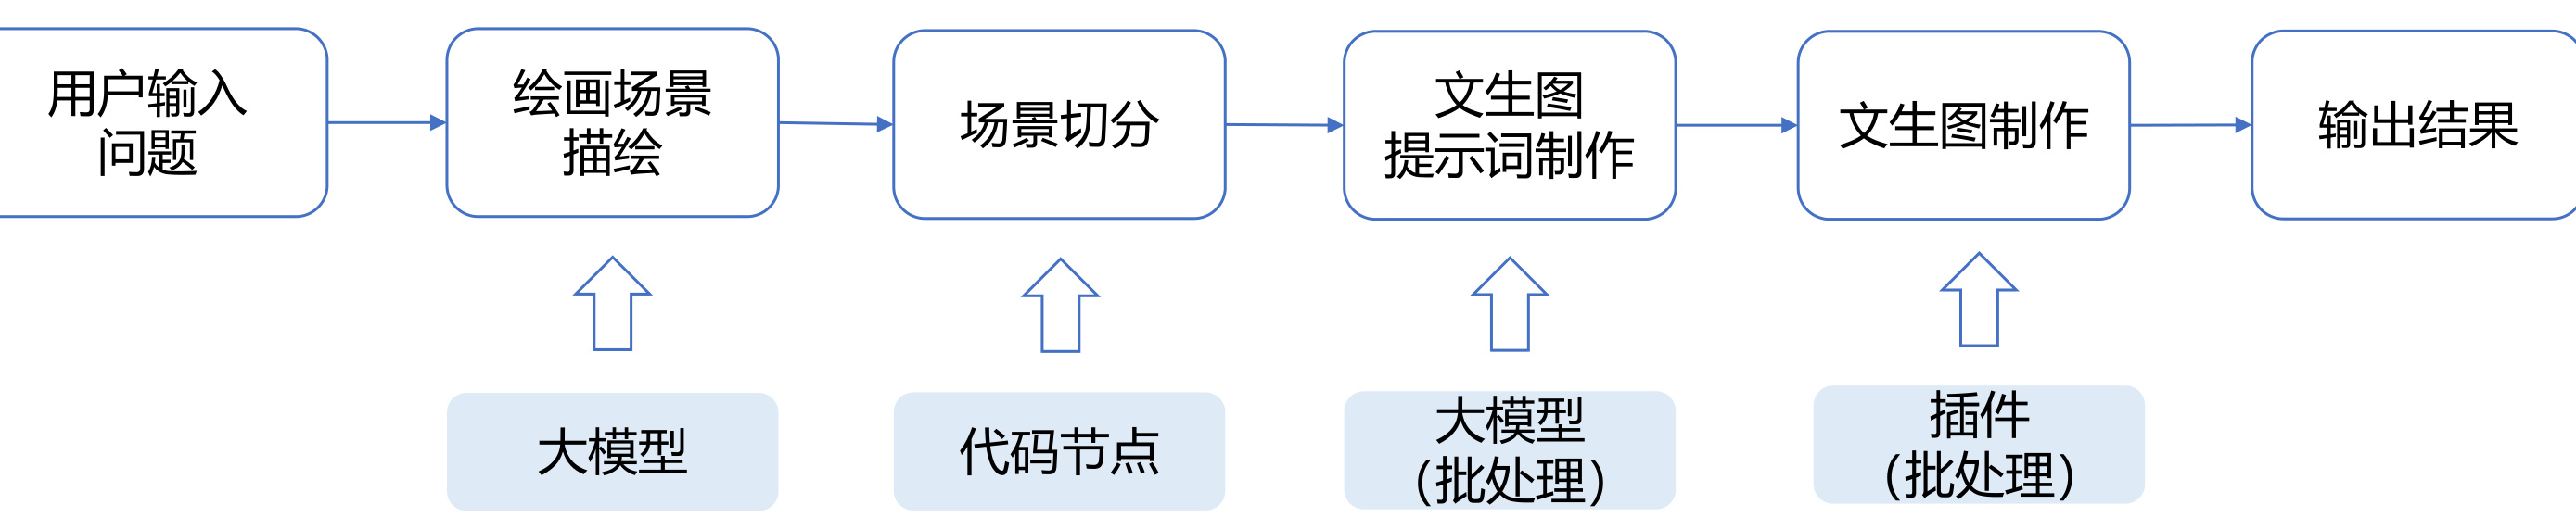 用户输入
问题
绘画场景
描绘
场景切分
文生图
提示词制作
文生图制作
输出结果
大模型
代码节点
大模型
(批处理)
插件
(批处理)